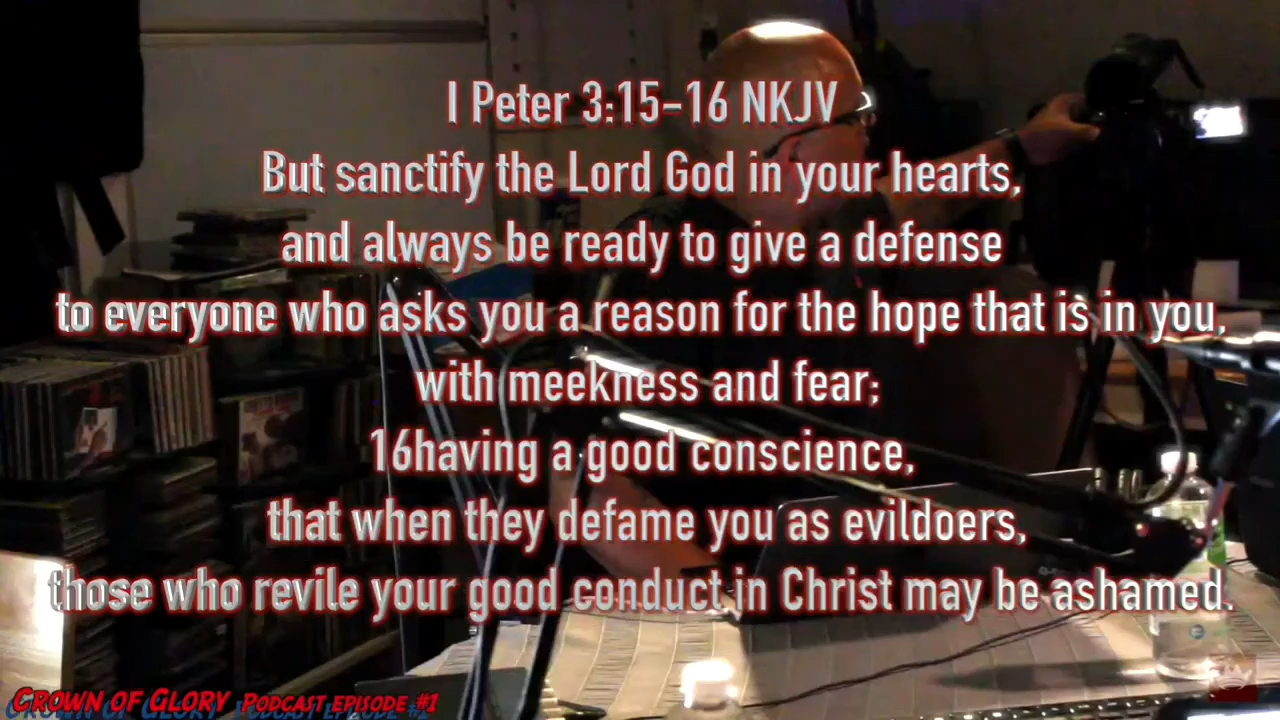 I Peter 3:15-16 NKJV
But sanctify the Lord God in your hearts,
and always be ready to give a defense
to everyone who asks you a reason for the hope that is in you,
with meekness and fear;
16having a good conscience,
that when they defame you as evildoers,
those who revile your good conduct in Christ may be ashamed.
Crown of Glory Podcast episode #1